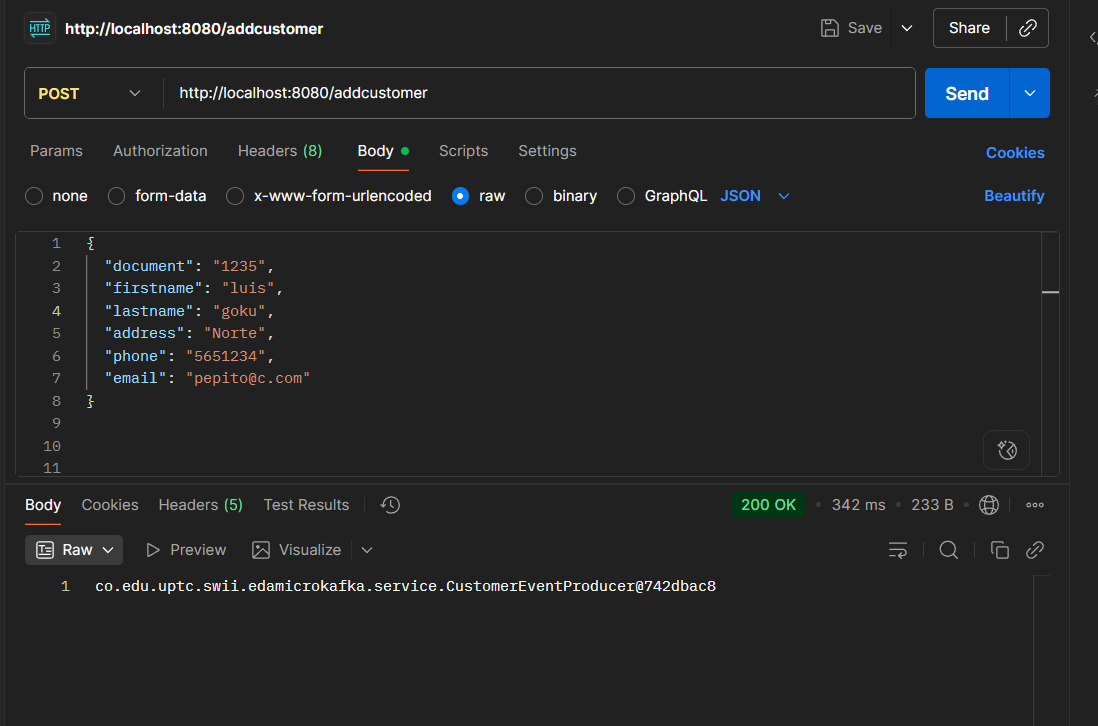 HTTP http://localhost:8080/addcustomer Save Share
POST http://localhost:8080/addcustomer Send
Params Authorization Headers (8) Body Scripts Settings Cookies
none form-data x-www-form-urlencoded raw binary GraphQL JSON Beautify
1 {
2 "document": "1235",
3 "firstname": "luis",
4 "lastname": "goku",
5 "address": "Norte",
6 "phone": "5651234",
7 "email": "pepito@c.com"
8 }
9
10
11
Body Cookies Headers (5) Test Results 200 OK • 342 ms • 233 B •
Raw Preview Visualize
1 co.edu.uptc.swii.edamicrokafka.service.CustomerEventProducer@742dbac8